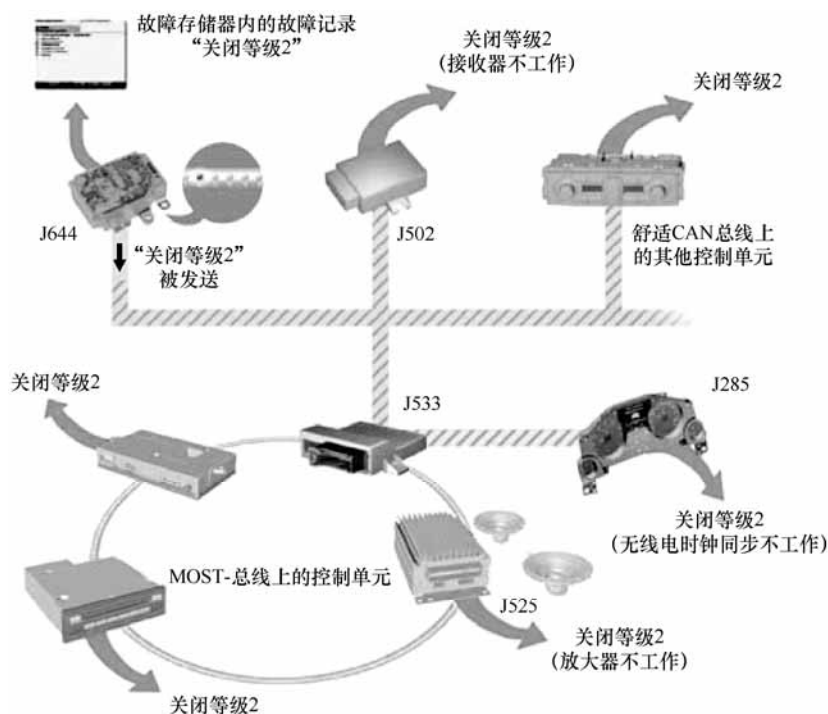 故障存储器内的故障记录
“关闭等级2”
关闭等级2
(接收器不工作)
关闭等级2
J644
“关闭等级2”
被发送
J502
舒适CAN总线上
的其他控制单元
关闭等级2
J533
J285
关闭等级2
(无线电时钟同步不工作)
MOST-总线上的控制单元
J525
关闭等级2
(放大器不工作)
关闭等级2